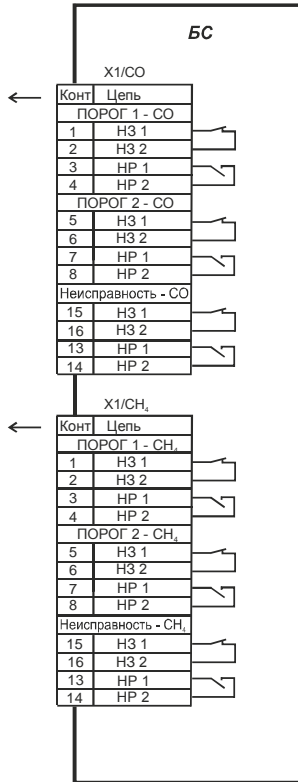 БС
X1/CO
Конт Цепь
ПОРОГ 1 - СО
1 НЗ 1
2 НЗ 2
3 НР 1
4 НР 2
ПОРОГ 2 - СО
5 НЗ 1
6 НЗ 2
7 НР 1
8 НР 2
Неисправность - СО
15 НЗ 1
16 НЗ 2
13 НР 1
14 НР 2
X1/CH₄
Конт Цепь
ПОРОГ 1 - CH₄
1 НЗ 1
2 НЗ 2
3 НР 1
4 НР 2
ПОРОГ 2 - CH₄
5 НЗ 1
6 НЗ 2
7 НР 1
8 НР 2
Неисправность - CH₄
15 НЗ 1
16 НЗ 2
13 НР 1
14 НР 2